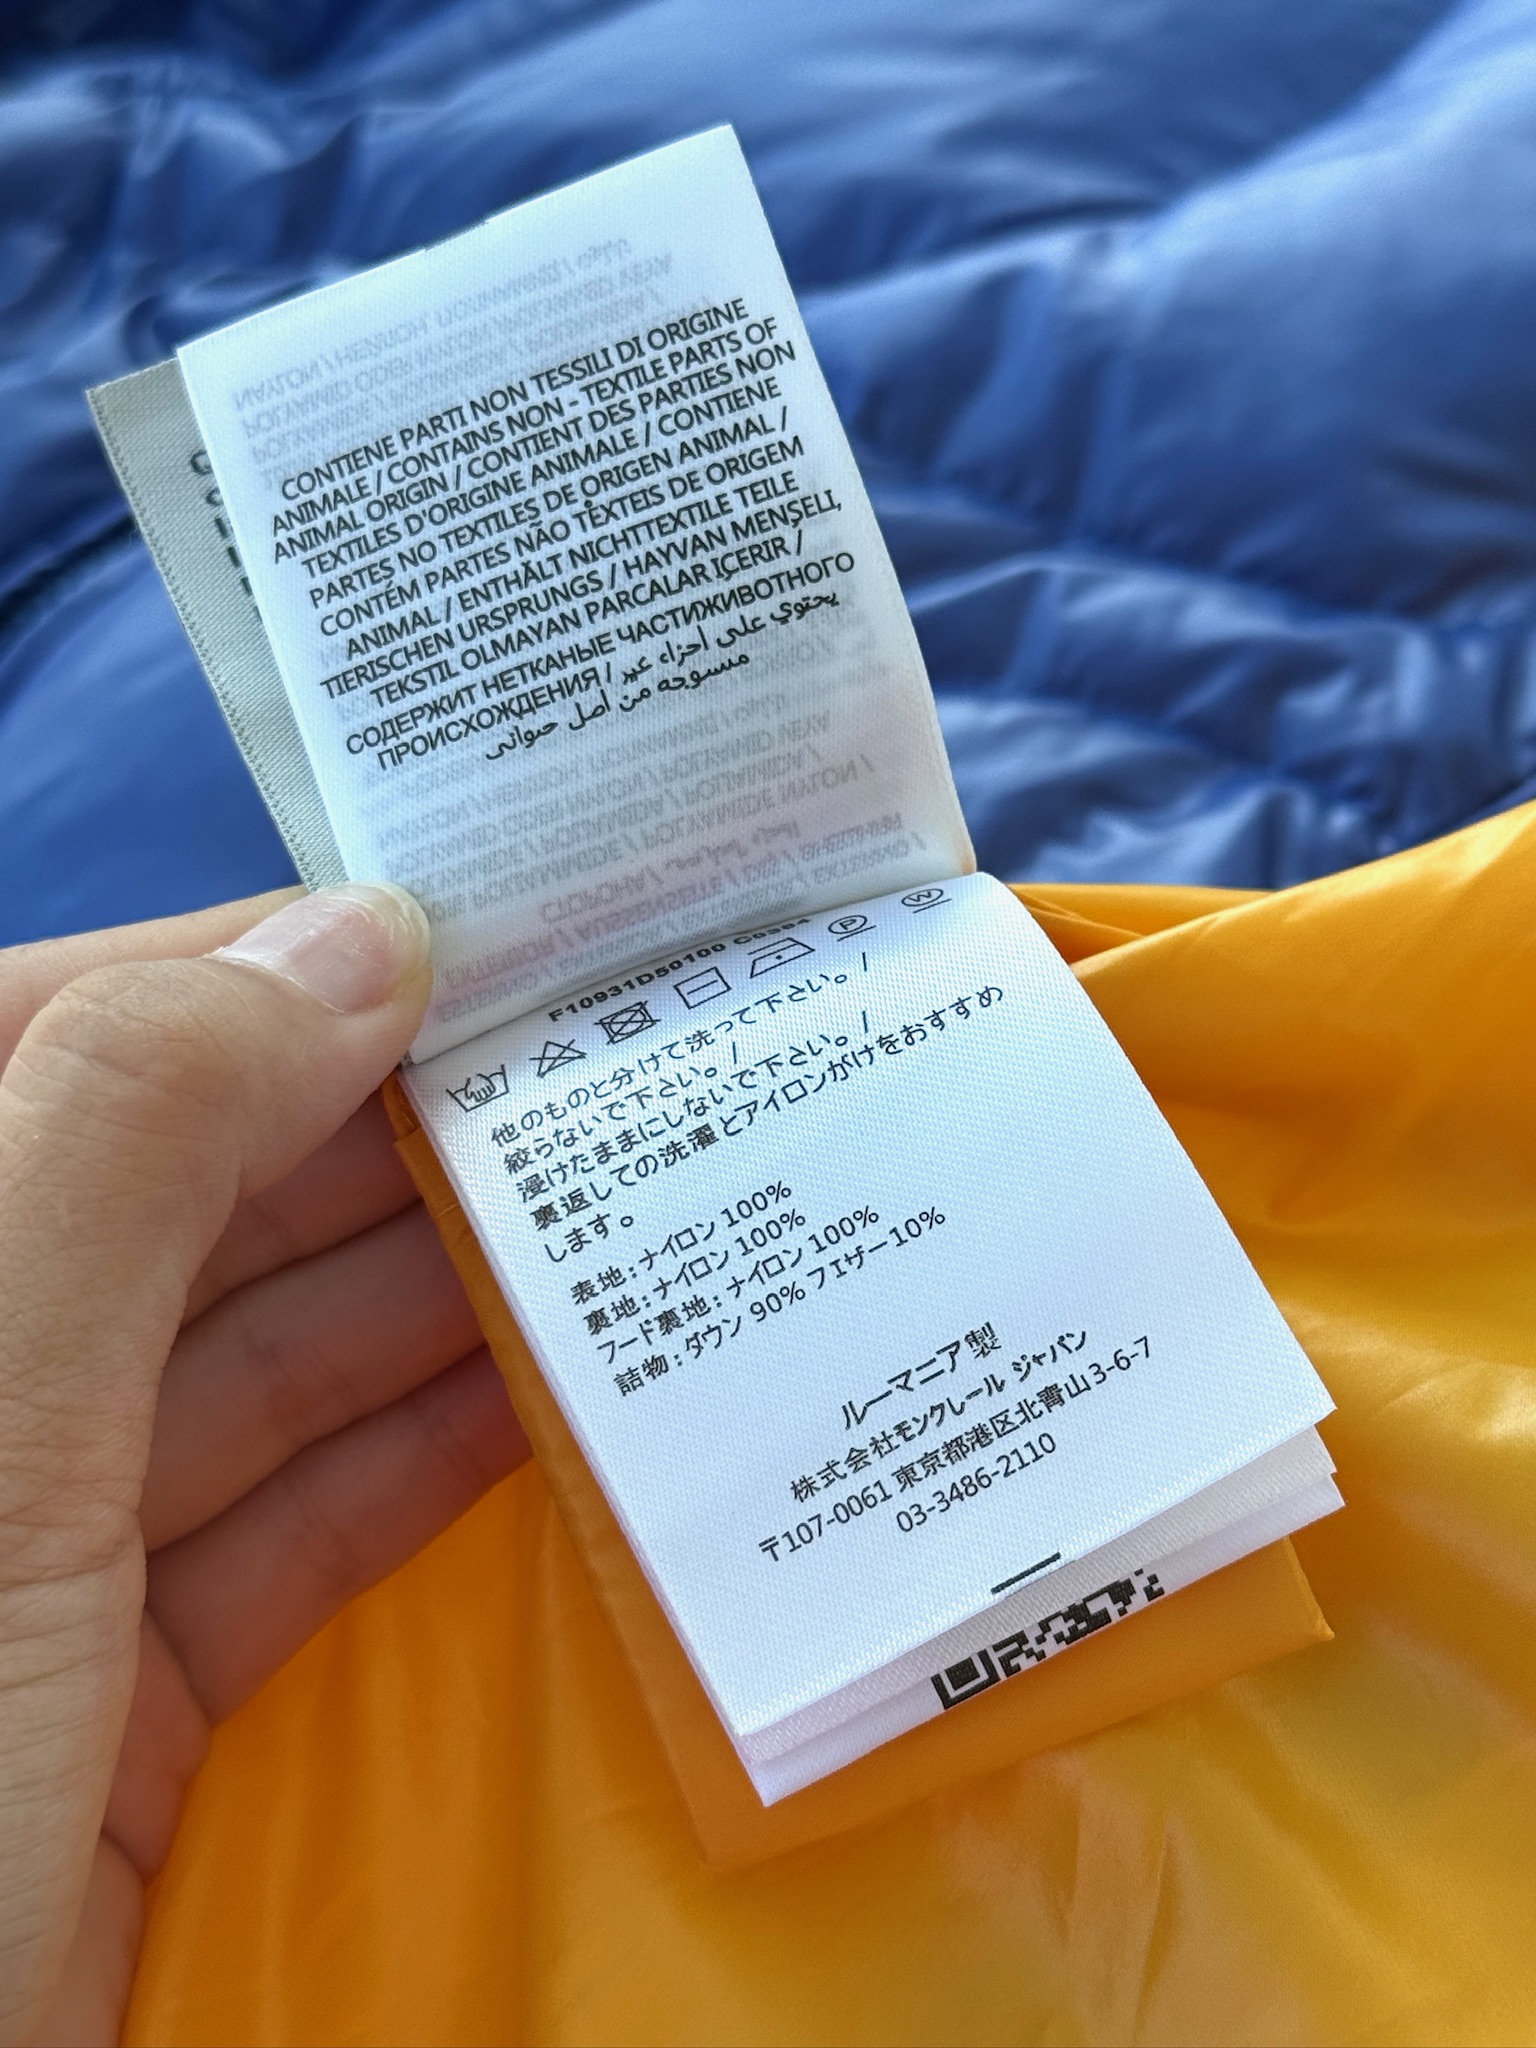 CONTIENE PARTI NON TESSILI DI ORIGINE
ANIMALE / CONTAINS NON - TEXTILE PARTS OF
ANIMAL ORIGIN / CONTIENT DES PARTIES NON
TEXTILES D'ORIGINE ANIMALE / CONTIENE
PARTES NO TEXTILES DE ORIGEN ANIMAL /
CONTÉM PARTES NÃO TÊXTEIS DE ORIGEM
ANIMAL / ENTHÄLT NICHTTEXTILE TEILE
TIERISCHEN URSPRUNGS / HAYVAN MENŞELİ,
TEKSTIL OLMAYAN PARCALAR IÇERIR /
СОДЕРЖИТ НЕТКАНЫЕ ЧАСТИЖИВОТНОГО
ПРОИСХОЖДЕНИЯ / يحتوي على اجزاء غير
منسوجه من اصل حيواني
F10931D50100
P W
他のものと分けて洗って下さい。 /
絞らないで下さい。 /
浸けたままにしないで下さい。 /
裏返しての洗濯とアイロンがけをおすすめ
します。
表地 : ナイロン 100%
裏地 : ナイロン 100%
フード裏地 : ナイロン 100%
詰物 : ダウン 90% フェザー 10%
ルーマニア製
株式会社モンクレール ジャパン
〒107-0061 東京都港区北青山 3-6-7
03-3486-2110